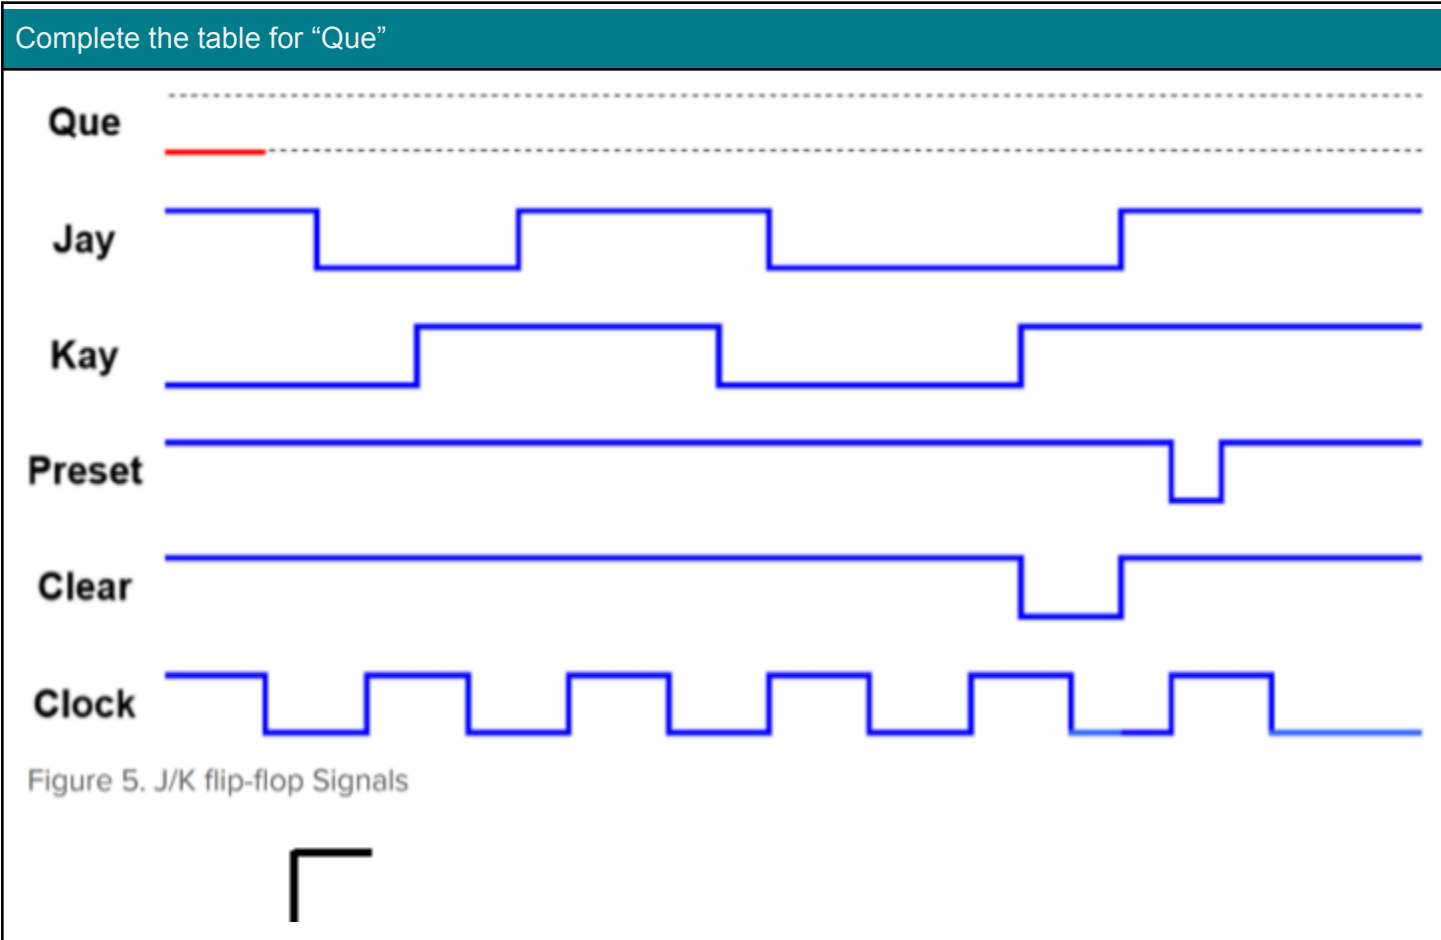 Complete the table for “Que”
Que
Jay
Kay
Preset
Clear
Clock
Figure 5. J/K flip-flop Signals